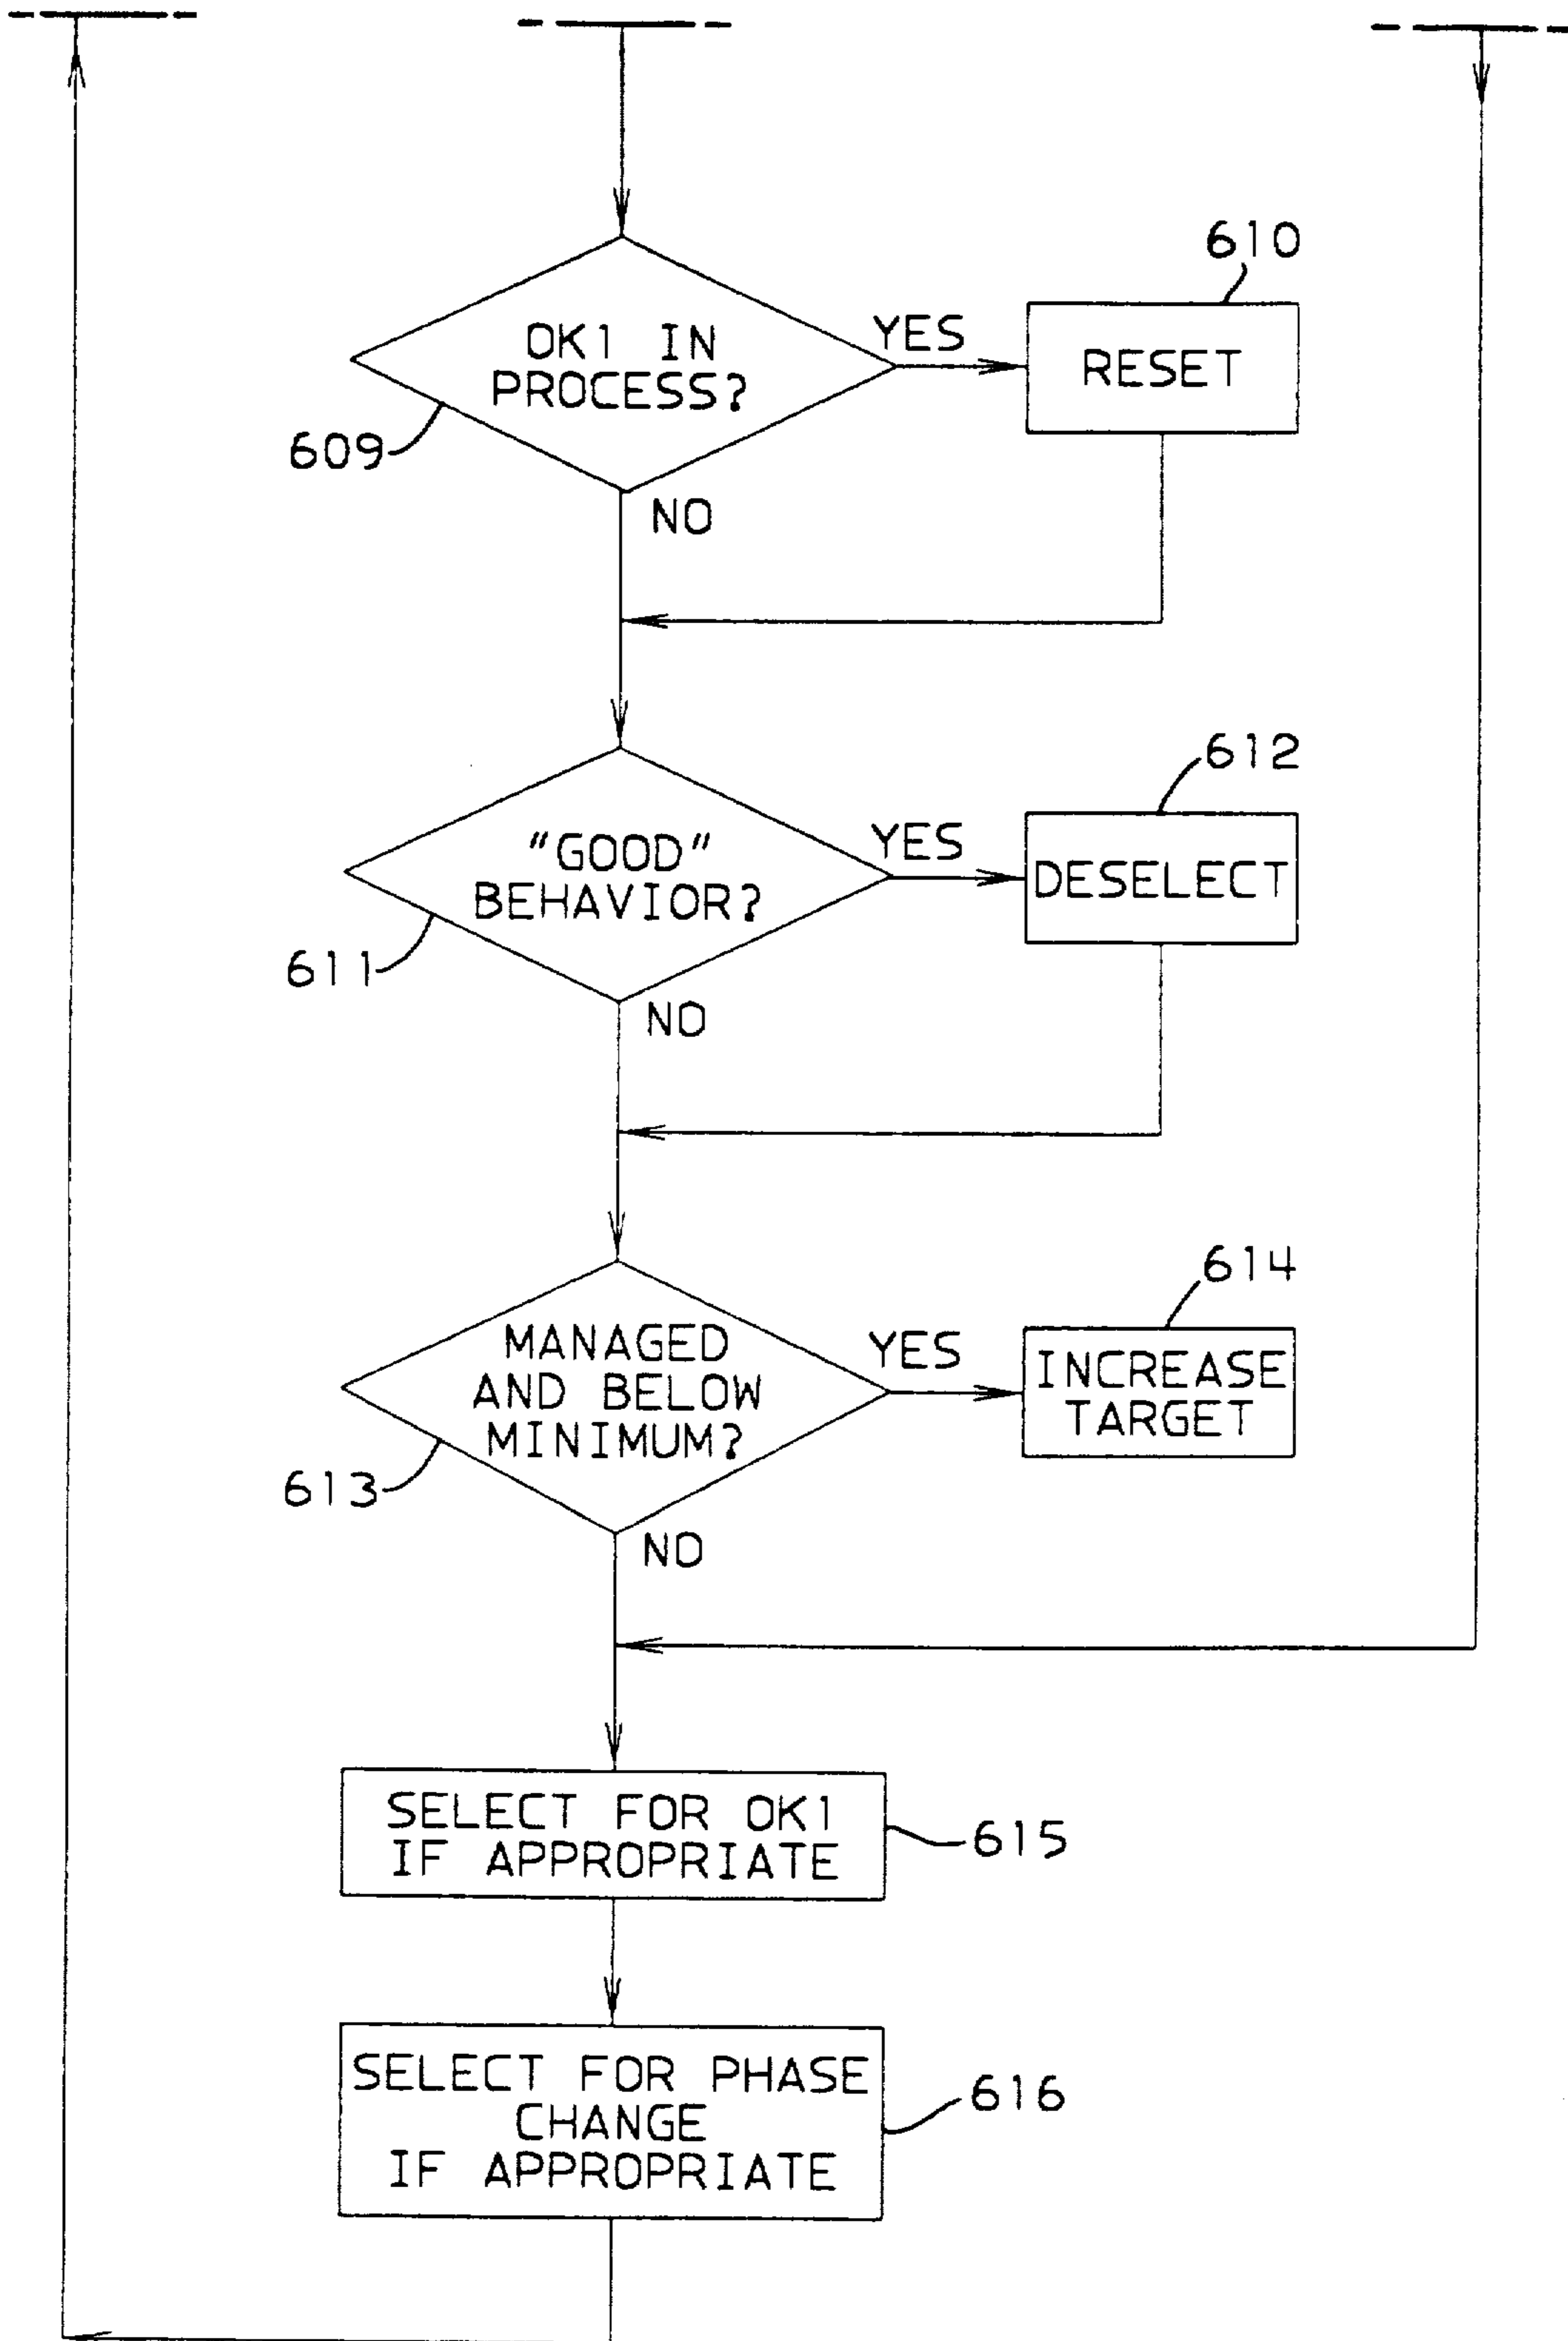 610
OK1 IN
PROCESS?
YES
RESET
609
NO
612
"GOOD"
BEHAVIOR?
YES
DESELECT
611
NO
614
MANAGED
AND BELOW
MINIMUM?
YES
INCREASE
TARGET
613
NO
SELECT FOR OK1
IF APPROPRIATE
615
SELECT FOR PHASE
CHANGE
IF APPROPRIATE
616